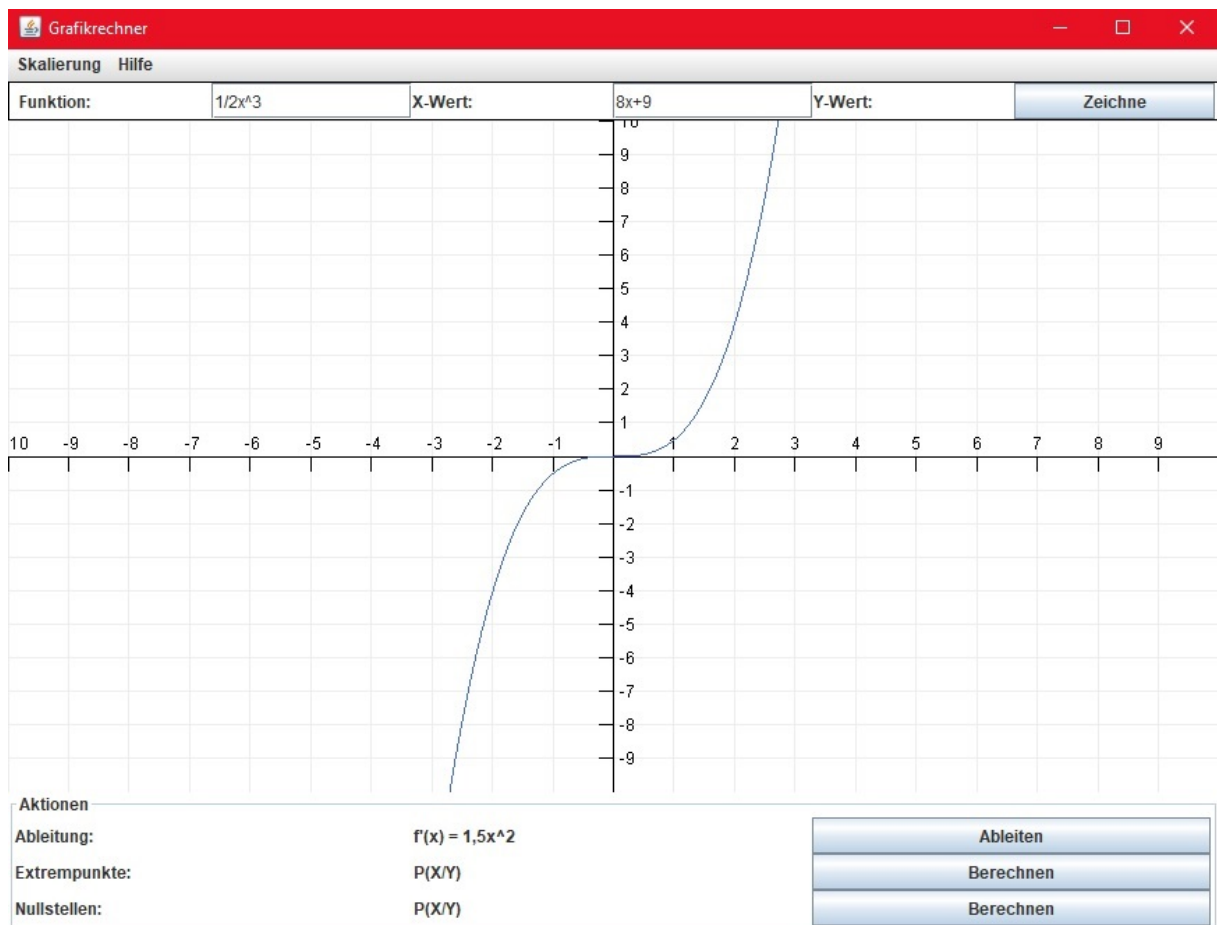 Grafikrechner
Skalierung Hilfe
Funktion: 1/2x^3 X-Wert: 8x+9 Y-Wert: Zeichne
10
9
8
7
6
5
4
3
2
1
10 -9 -8 -7 -6 -5 -4 -3 -2 -1 1 2 3 4 5 6 7 8 9
-1
-2
-3
-4
-5
-6
-7
-8
-9
Aktionen
Ableitung: f'(x) = 1,5x^2 Ableiten
Extrempunkte: P(X/Y) Berechnen
Nullstellen: P(X/Y) Berechnen